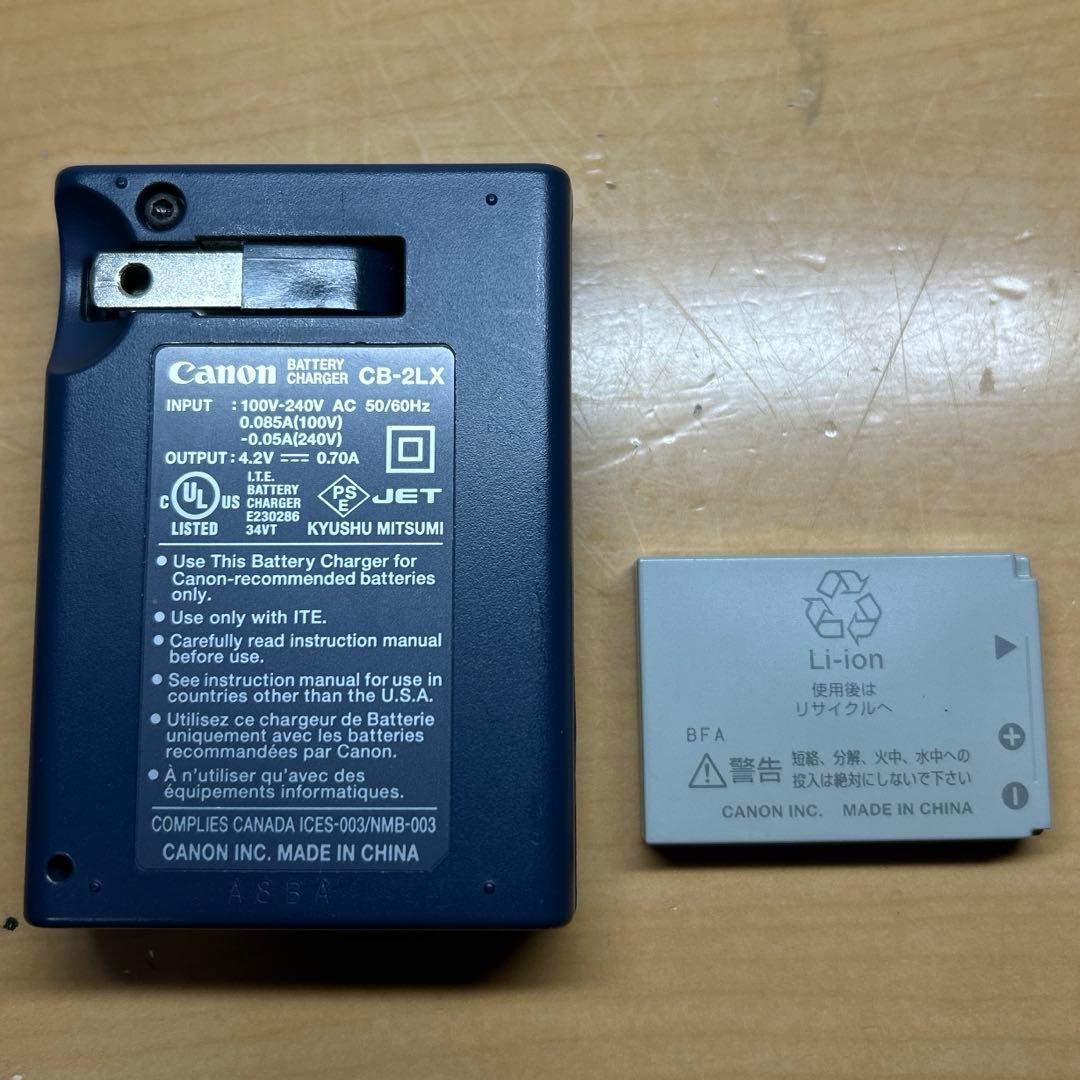 Canon BATTERY CHARGER CB-2LX
INPUT : 100V-240V AC 50/60Hz
0.085A(100V)
-0.05A(240V)
OUTPUT : 4.2V 0.70A
C UL US
LISTED
I.T.E.
BATTERY
CHARGER
E230286
34VT
PSE JET
KYUSHU MITSUMI
• Use This Battery Charger for
Canon-recommended batteries
only.
• Use only with ITE.
• Carefully read instruction manual
before use.
• See instruction manual for use in
countries other than the U.S.A.
• Utilisez ce chargeur de Batterie
uniquement avec les batteries
recommandées par Canon.
• À n'utiliser qu'avec des
équipements informatiques.
COMPLIES CANADA ICES-003/NMB-003
CANON INC. MADE IN CHINA
A8BA
Li-ion
使用後は
リサイクルへ
BFA
警告 短絡、分解、火中、水中への
投入は絶対にしないで下さい
CANON INC. MADE IN CHINA